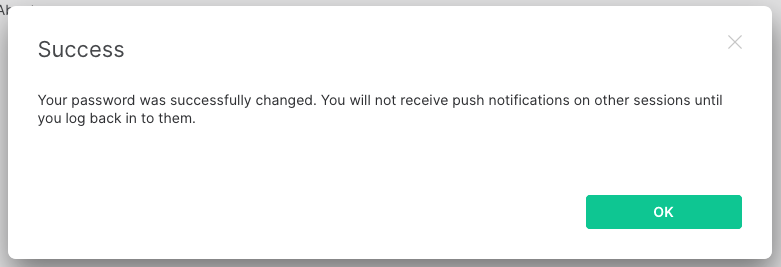 Success
Your password was successfully changed. You will not receive push notifications on other sessions until
you log back in to them.
OK